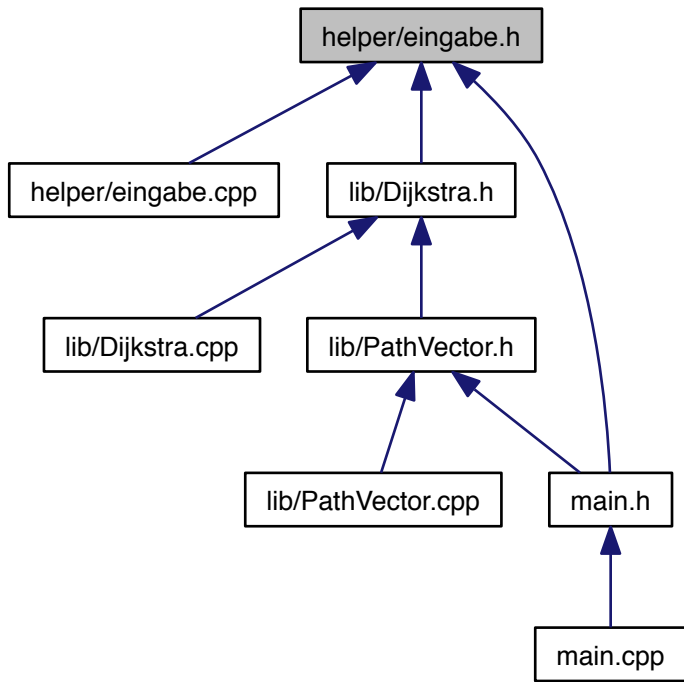 helper/eingabe.h
helper/eingabe.cpp
lib/Dijkstra.h
lib/Dijkstra.cpp
lib/PathVector.h
lib/PathVector.cpp
main.h
main.cpp